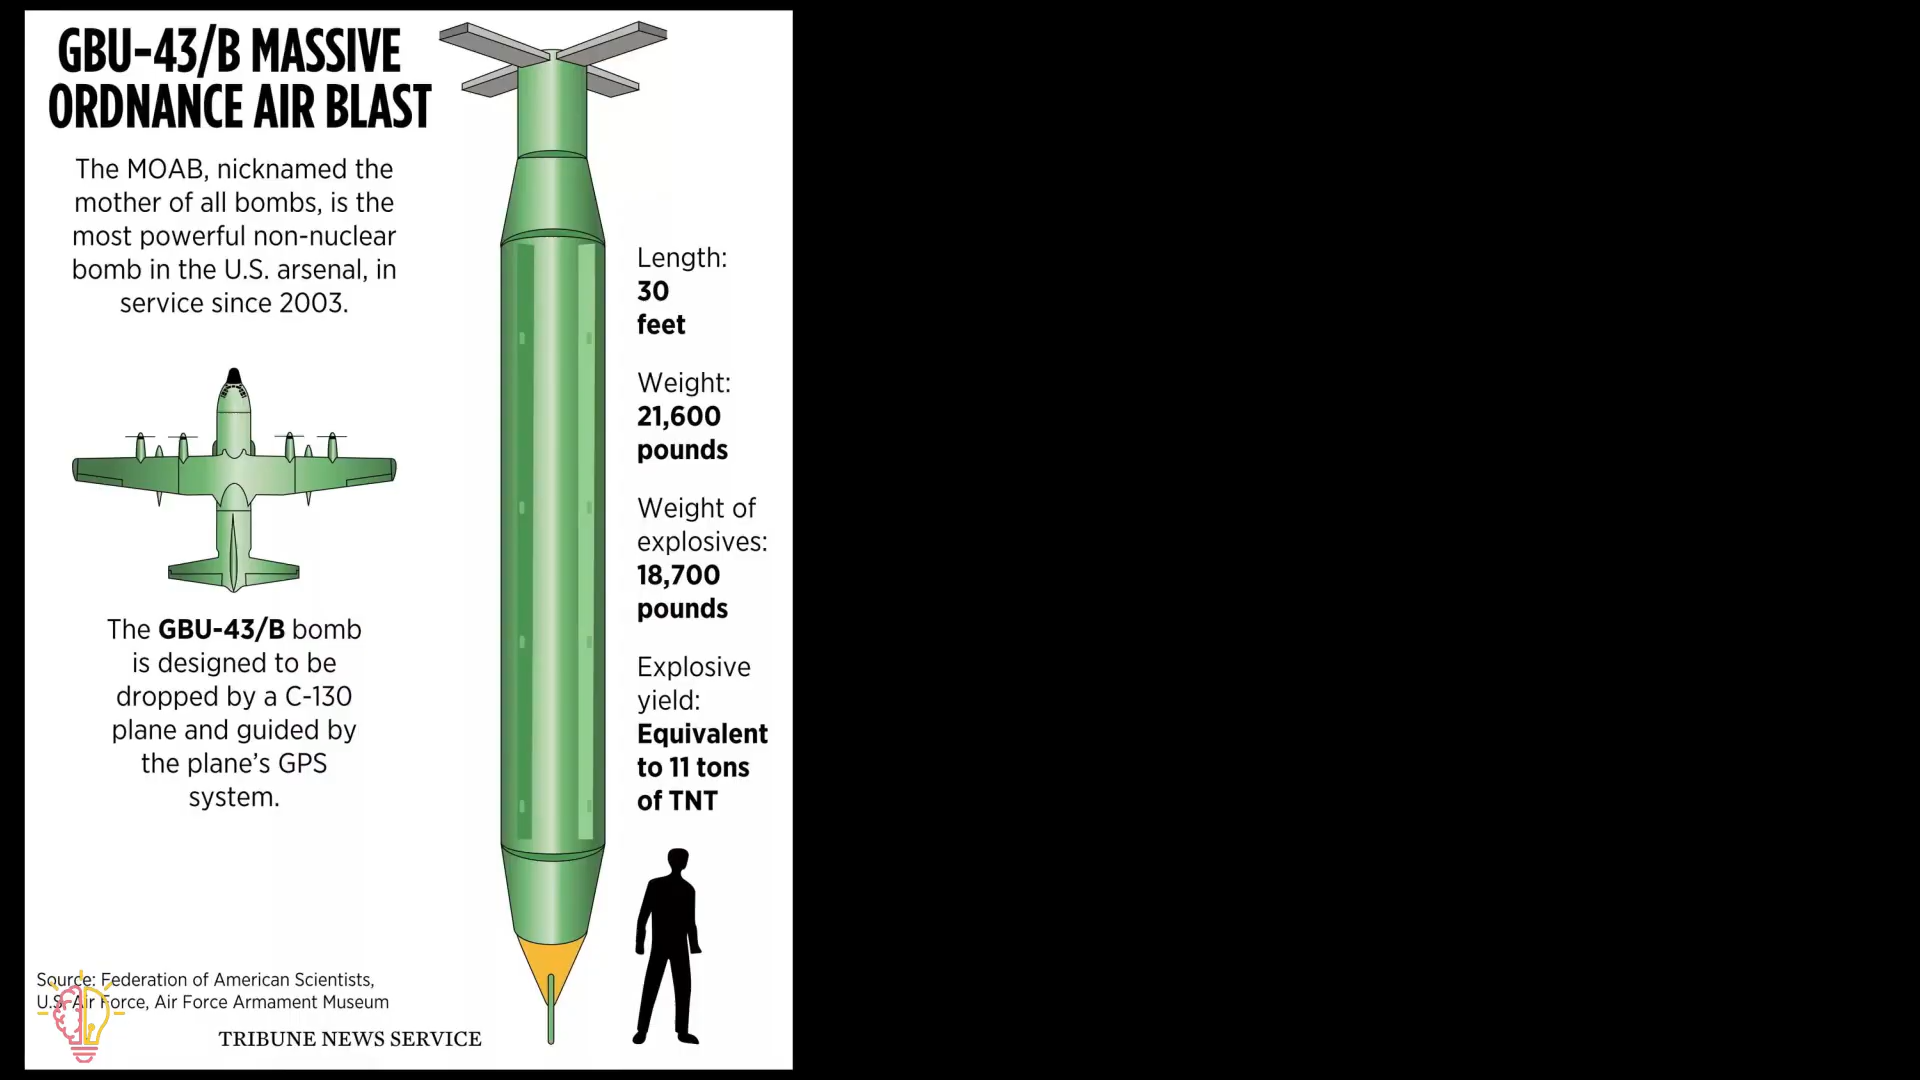 GBU-43/B MASSIVE
ORDNANCE AIR BLAST
The MOAB, nicknamed the
mother of all bombs, is the
most powerful non-nuclear
bomb in the U.S. arsenal, in
service since 2003.
The GBU-43/B bomb
is designed to be
dropped by a C-130
plane and guided by
the plane's GPS
system.
Length:
30
feet
Weight:
21,600
pounds
Weight of
explosives:
18,700
pounds
Explosive
yield:
Equivalent
to 11 tons
of TNT
Source: Federation of American Scientists,
U.S. Air Force, Air Force Armament Museum
TRIBUNE NEWS SERVICE